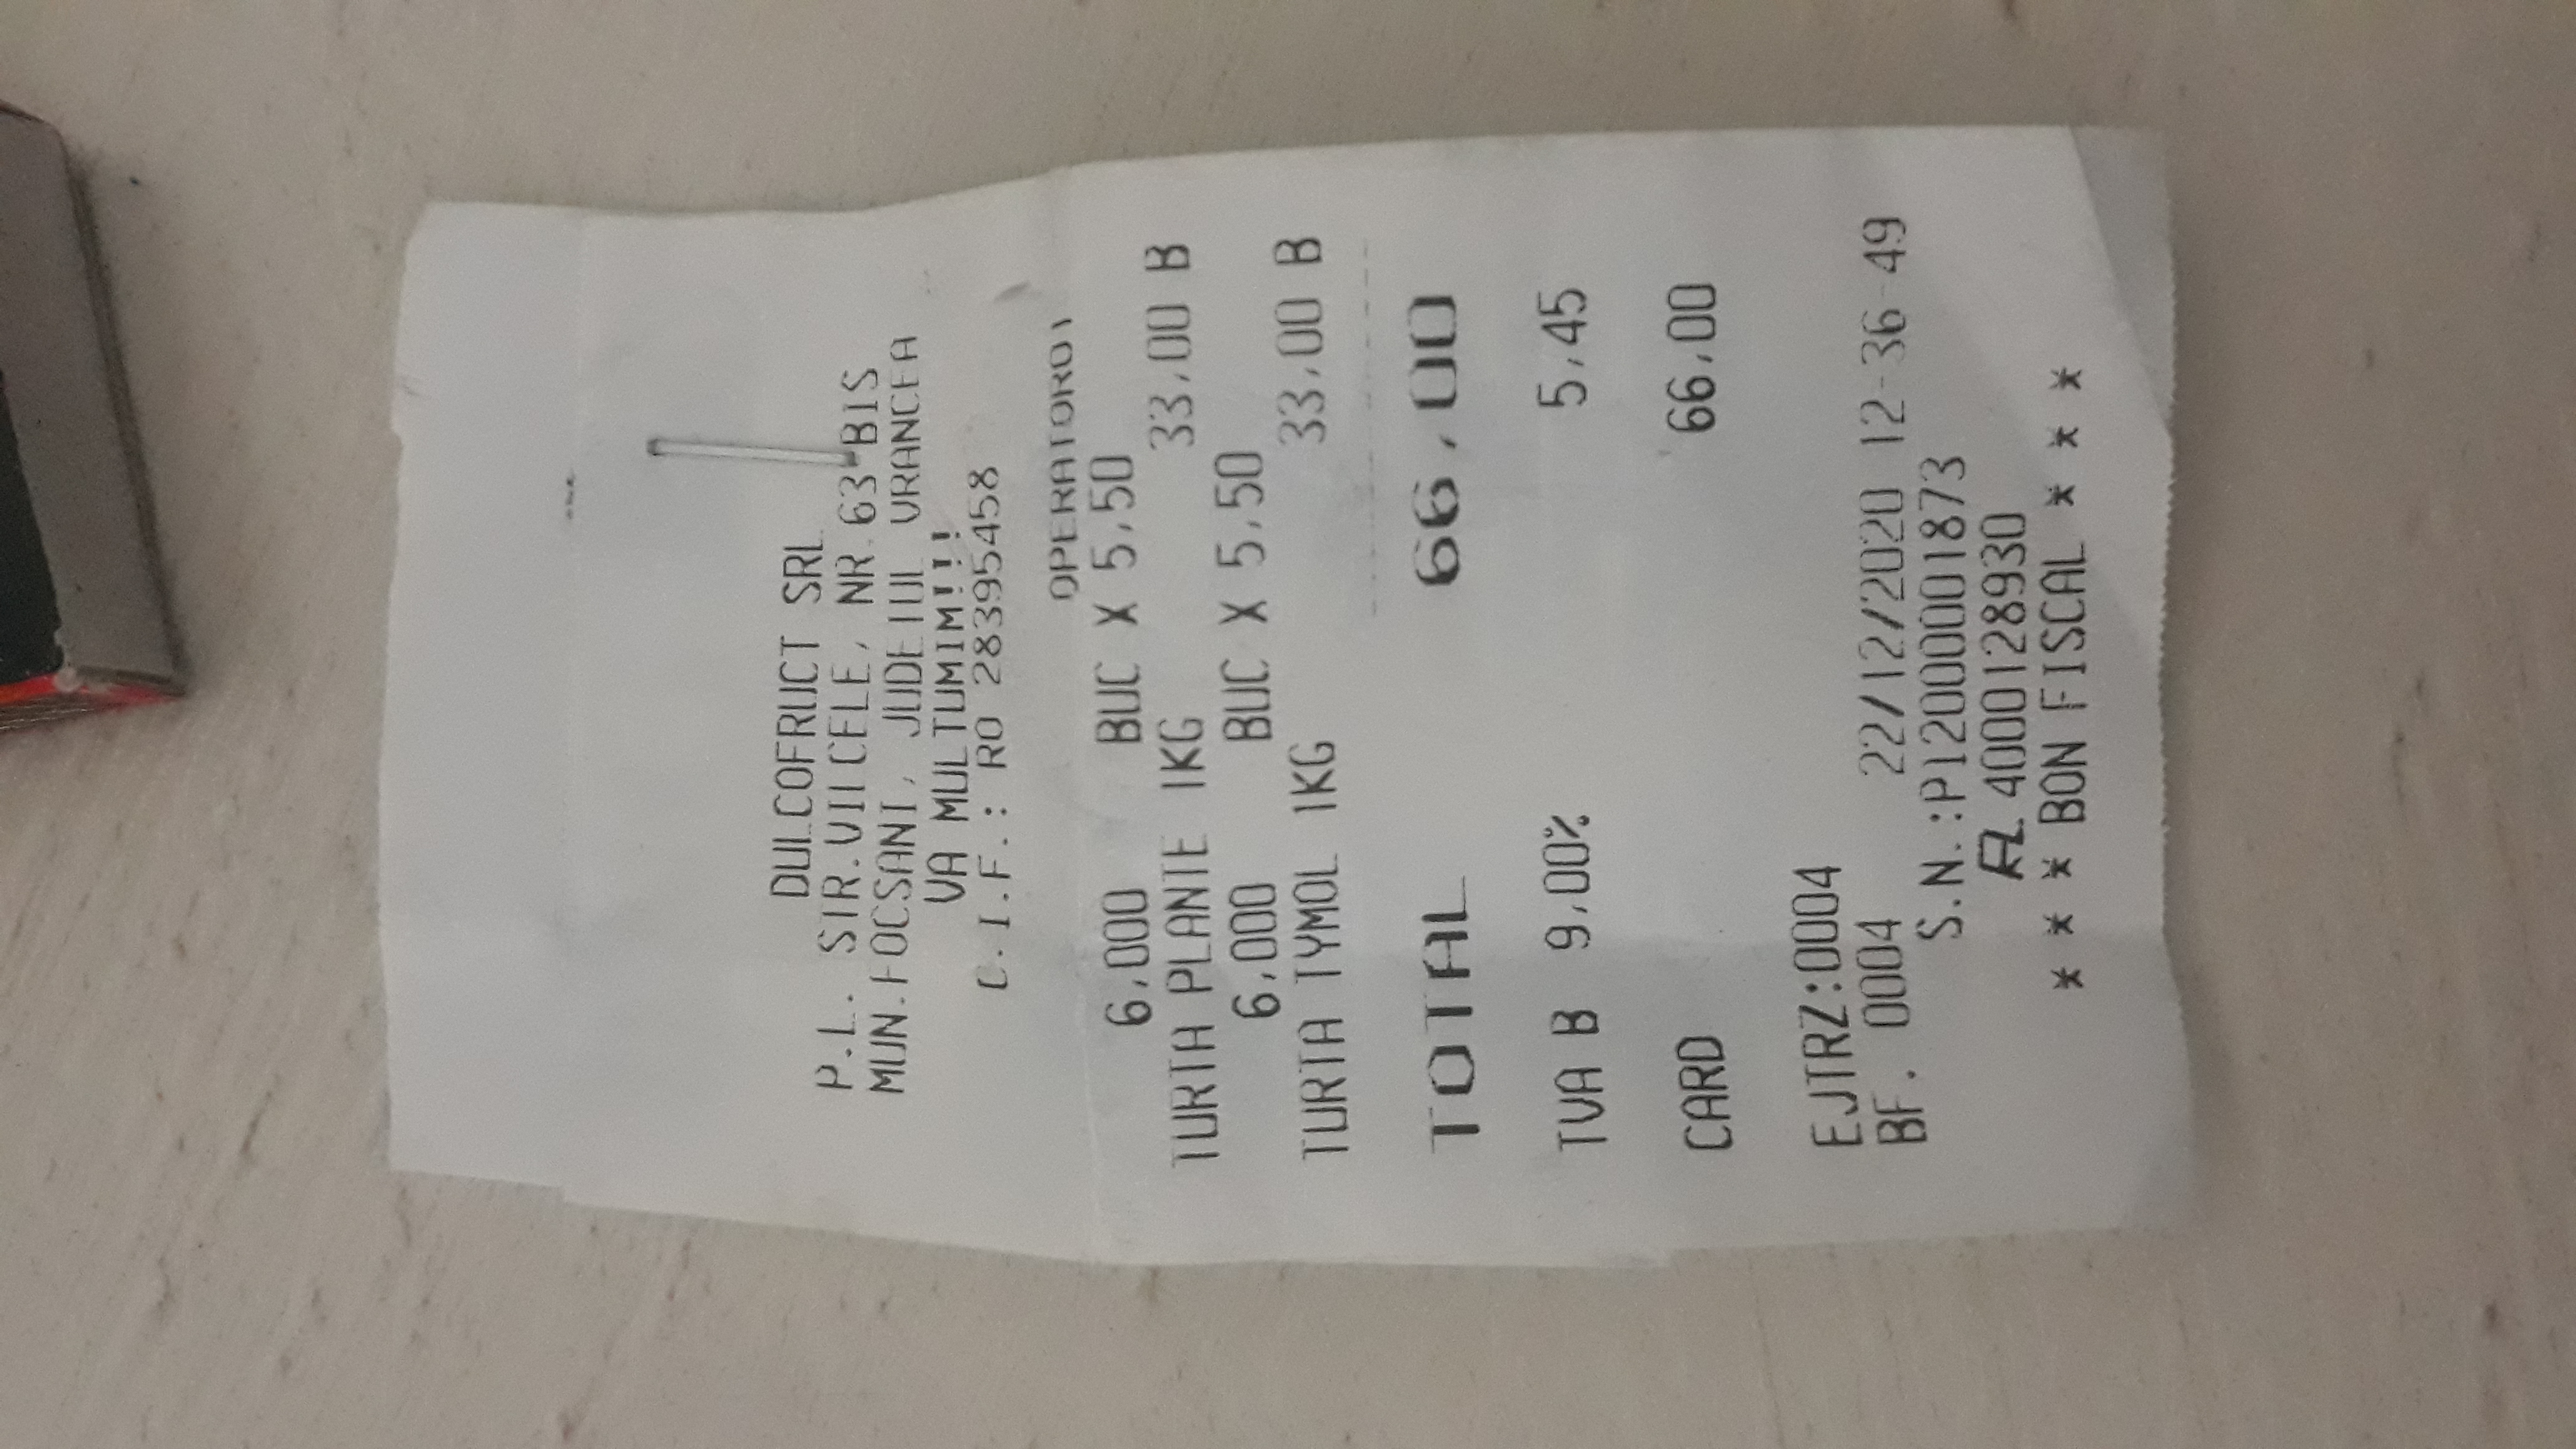 DULCOFRUCT SRL
P.L. STR.VILCELE, NR.63 BIS
MUN.FOCSANI, JUDETUL VRANCEA
VA MULTUMIM!!!
C.I.F.: RO 28395458
OPERATOR01
6,000 BUC X 5,50
TURTA PLANTE 1KG 33,00 B
6,000 BUC X 5,50
TURTA TYMOL 1KG 33,00 B
TOTAL 66,00
TVA B 9,00% 5,45
CARD 66,00
EJTRZ:0004
BF. 0004 22/12/2020 12-36-49
S.N.:P120000001873
4000128930
* * * BON FISCAL * * *